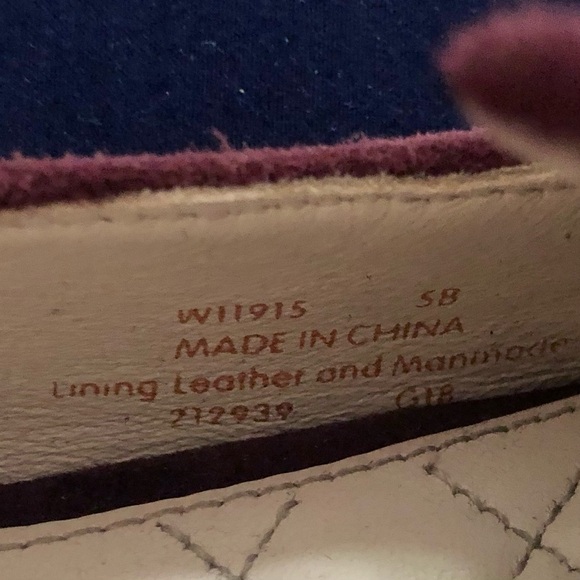 W11915 5B
MADE IN CHINA
Lining Leather and Manmade
212939 G18